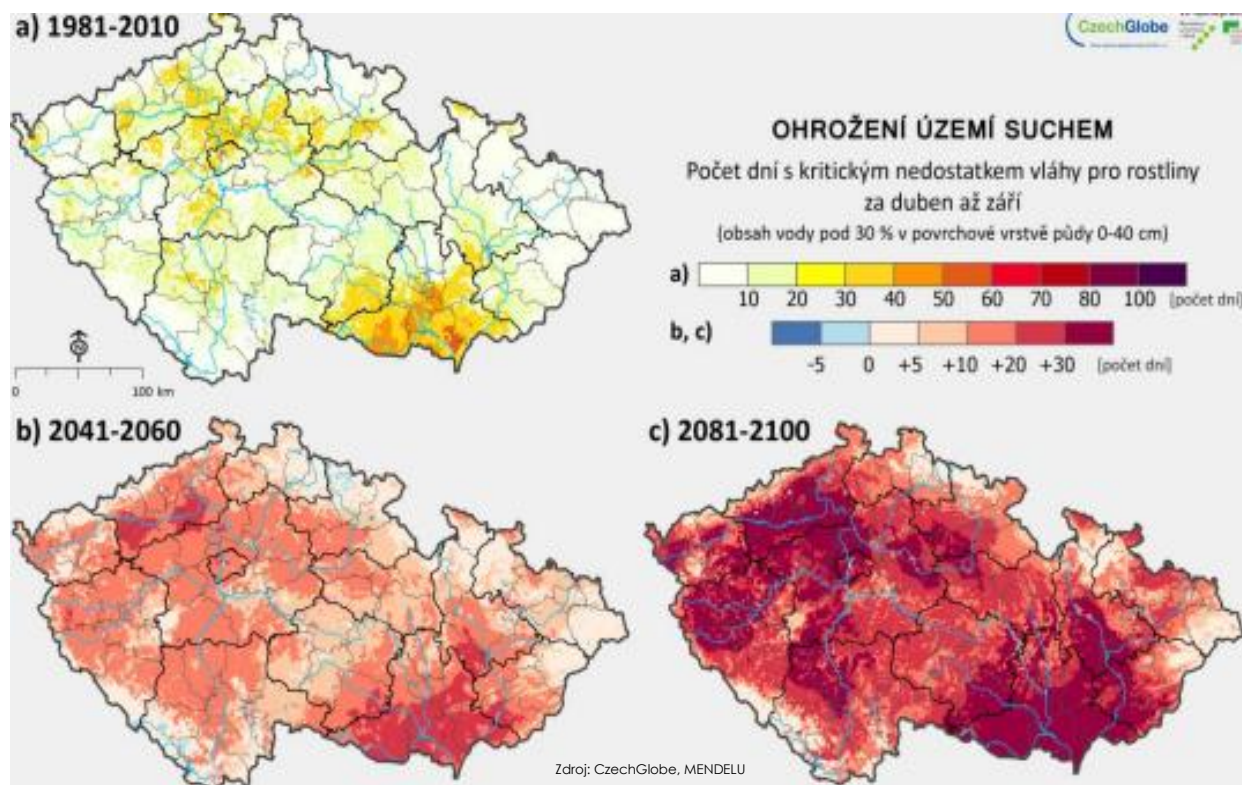 a) 1981-2010
CzechGlobe
OHROŽENÍ ÚZEMÍ SUCHEM
Počet dní s kritickým nedostatkem vláhy pro rostliny
za duben až září
(obsah vody pod 30 % v povrchové vrstvě půdy 0-40 cm)
a)
10 20 30 40 50 60 70 80 100 [počet dní]
b, c)
-5 0 +5 +10 +20 +30 [počet dní]
N
0 100 km
b) 2041-2060
c) 2081-2100
Zdroj: CzechGlobe, MENDELU